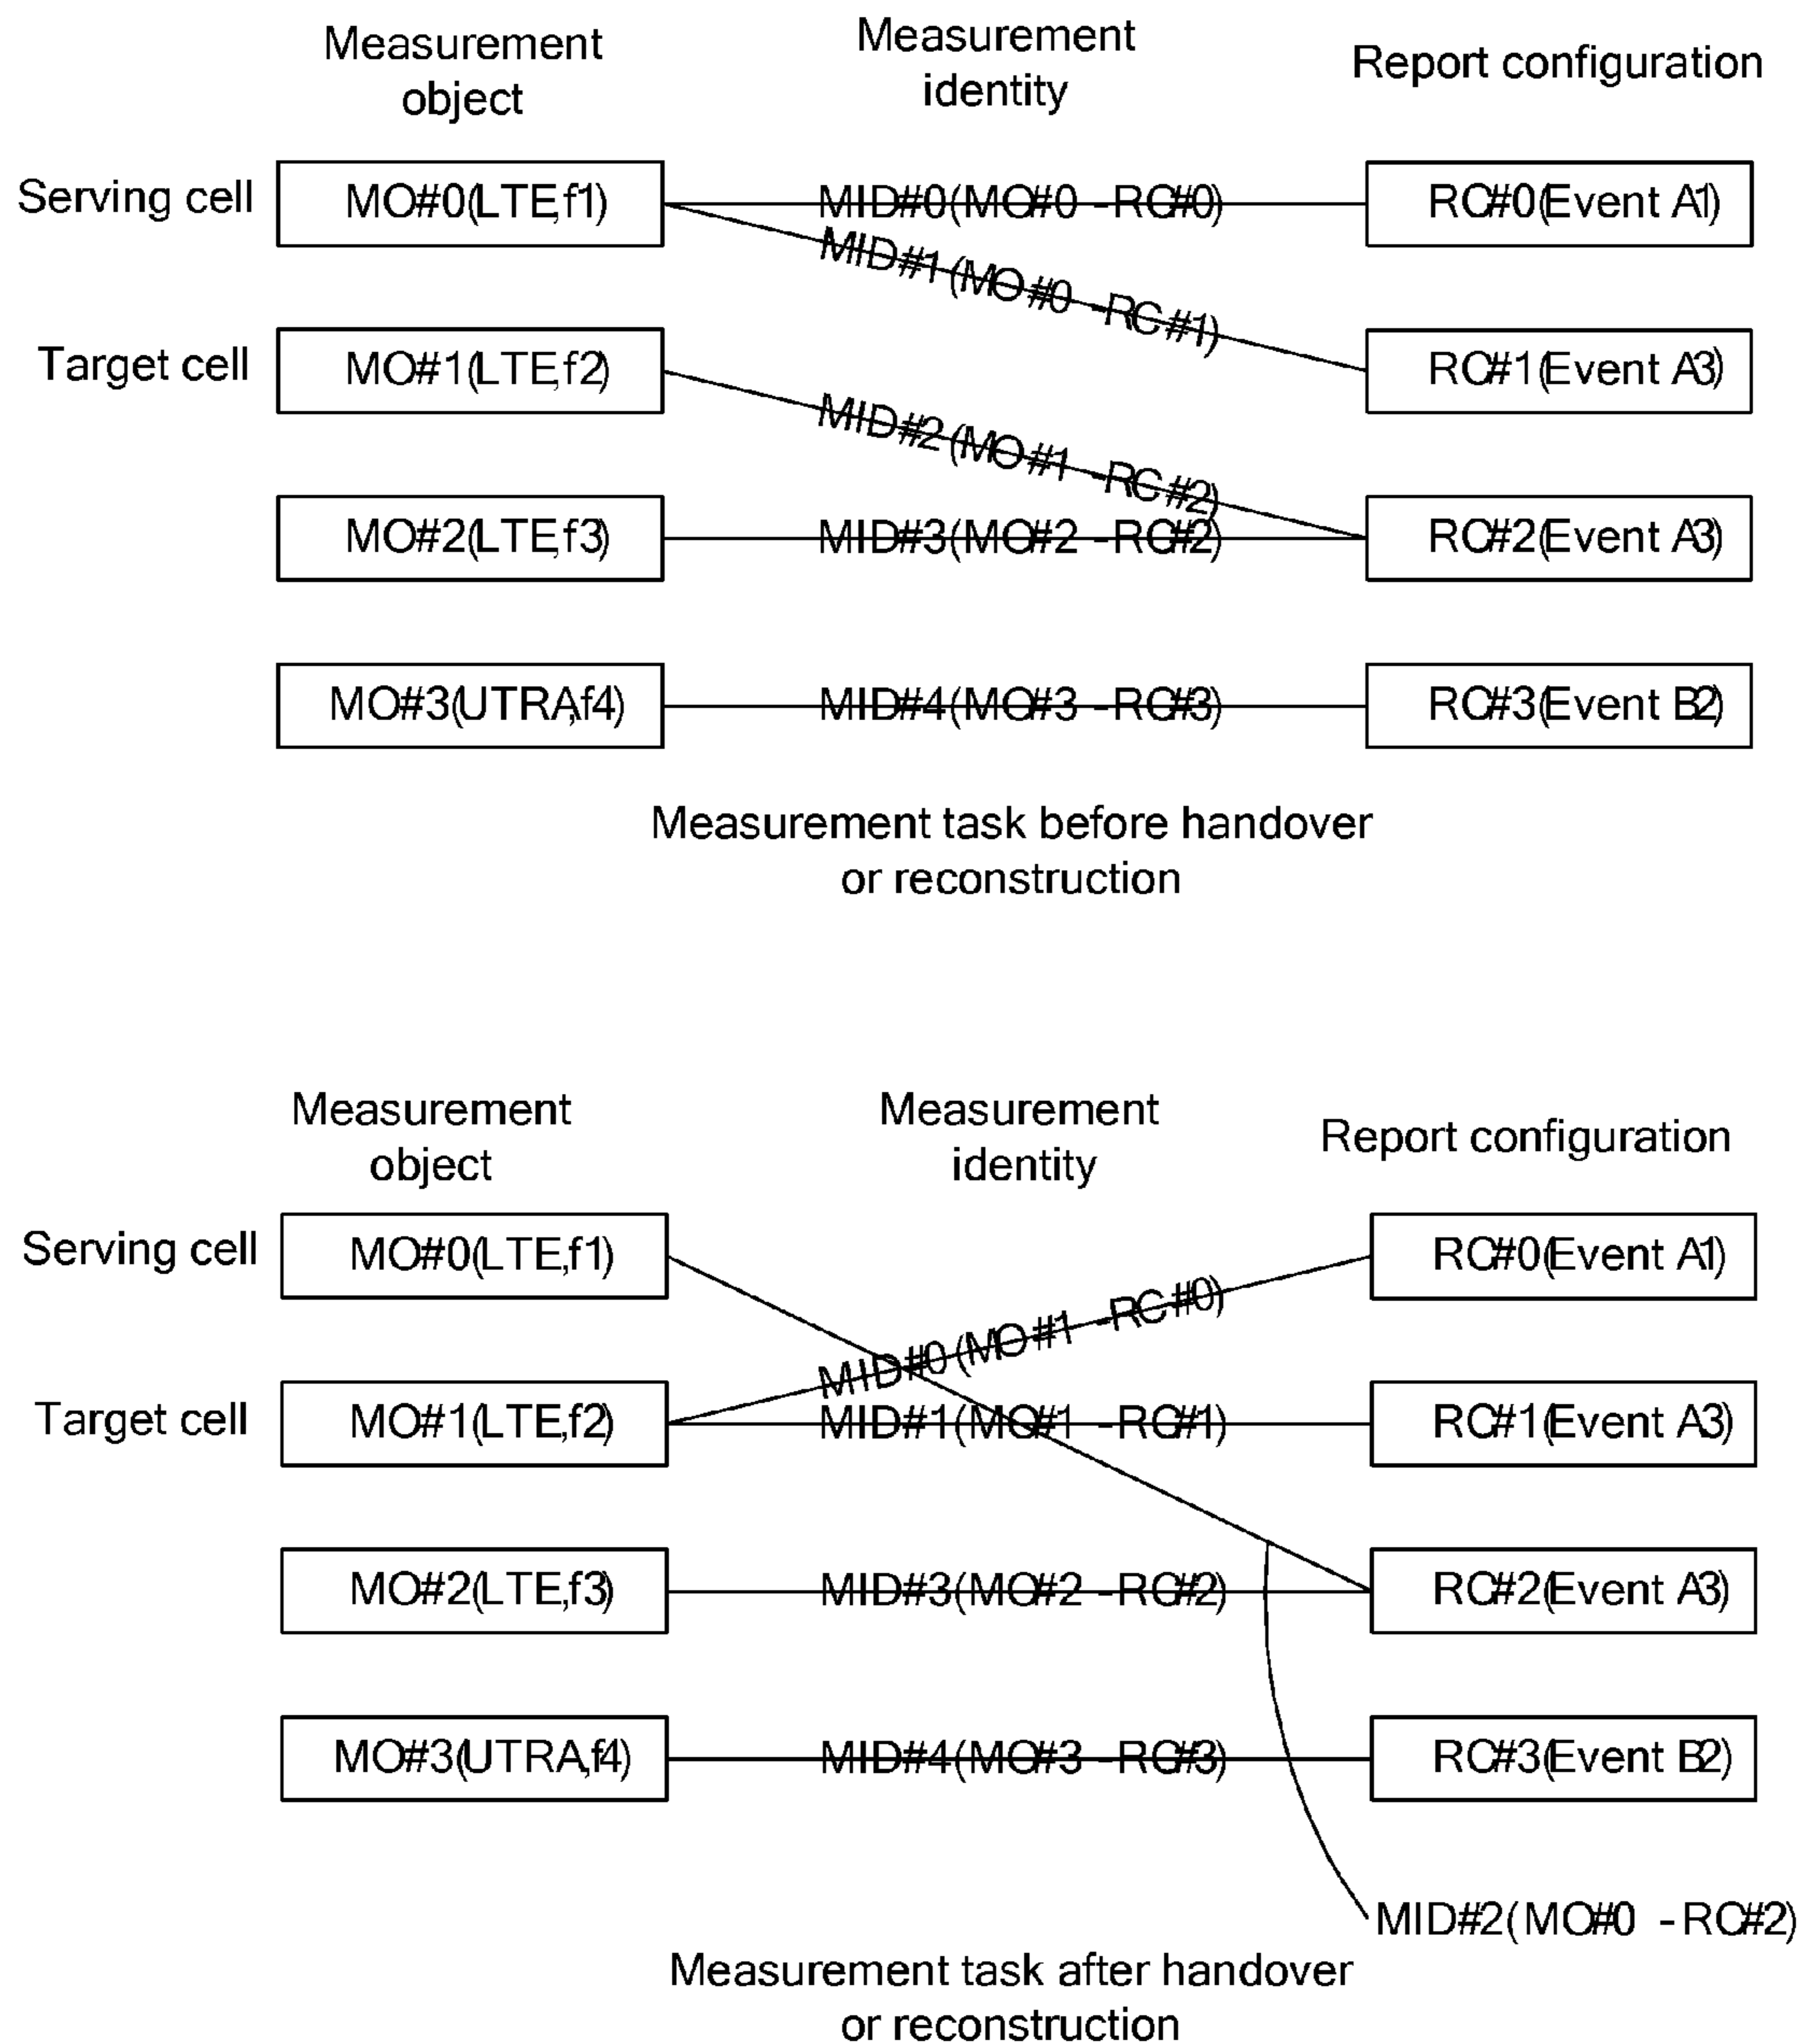 Measurement
object
Measurement
identity
Report configuration
Serving cell
MO#0(LTE,f1)
MID#0(MO#0 -RC#0)
RC#0(Event A1)
MID#1(MO#0 -RC#1)
Target cell
MO#1(LTE,f2)
RC#1(Event A3)
MID#2(MO#1 -RC#2)
MO#2(LTE,f3)
MID#3(MO#2 -RC#2)
RC#2(Event A3)
MO#3(UTRA,f4)
MID#4(MO#3 -RC#3)
RC#3(Event B2)
Measurement task before handover
or reconstruction
Measurement
object
Measurement
identity
Report configuration
Serving cell
MO#0(LTE,f1)
RC#0(Event A1)
MID#0(MO#1 -RC#0)
Target cell
MO#1(LTE,f2)
MID#1(MO#1 -RC#1)
RC#1(Event A3)
MO#2(LTE,f3)
MID#3(MO#2 -RC#2)
RC#2(Event A3)
MO#3(UTRA,f4)
MID#4(MO#3 -RC#3)
RC#3(Event B2)
MID#2(MO#0 -RC#2)
Measurement task after handover
or reconstruction